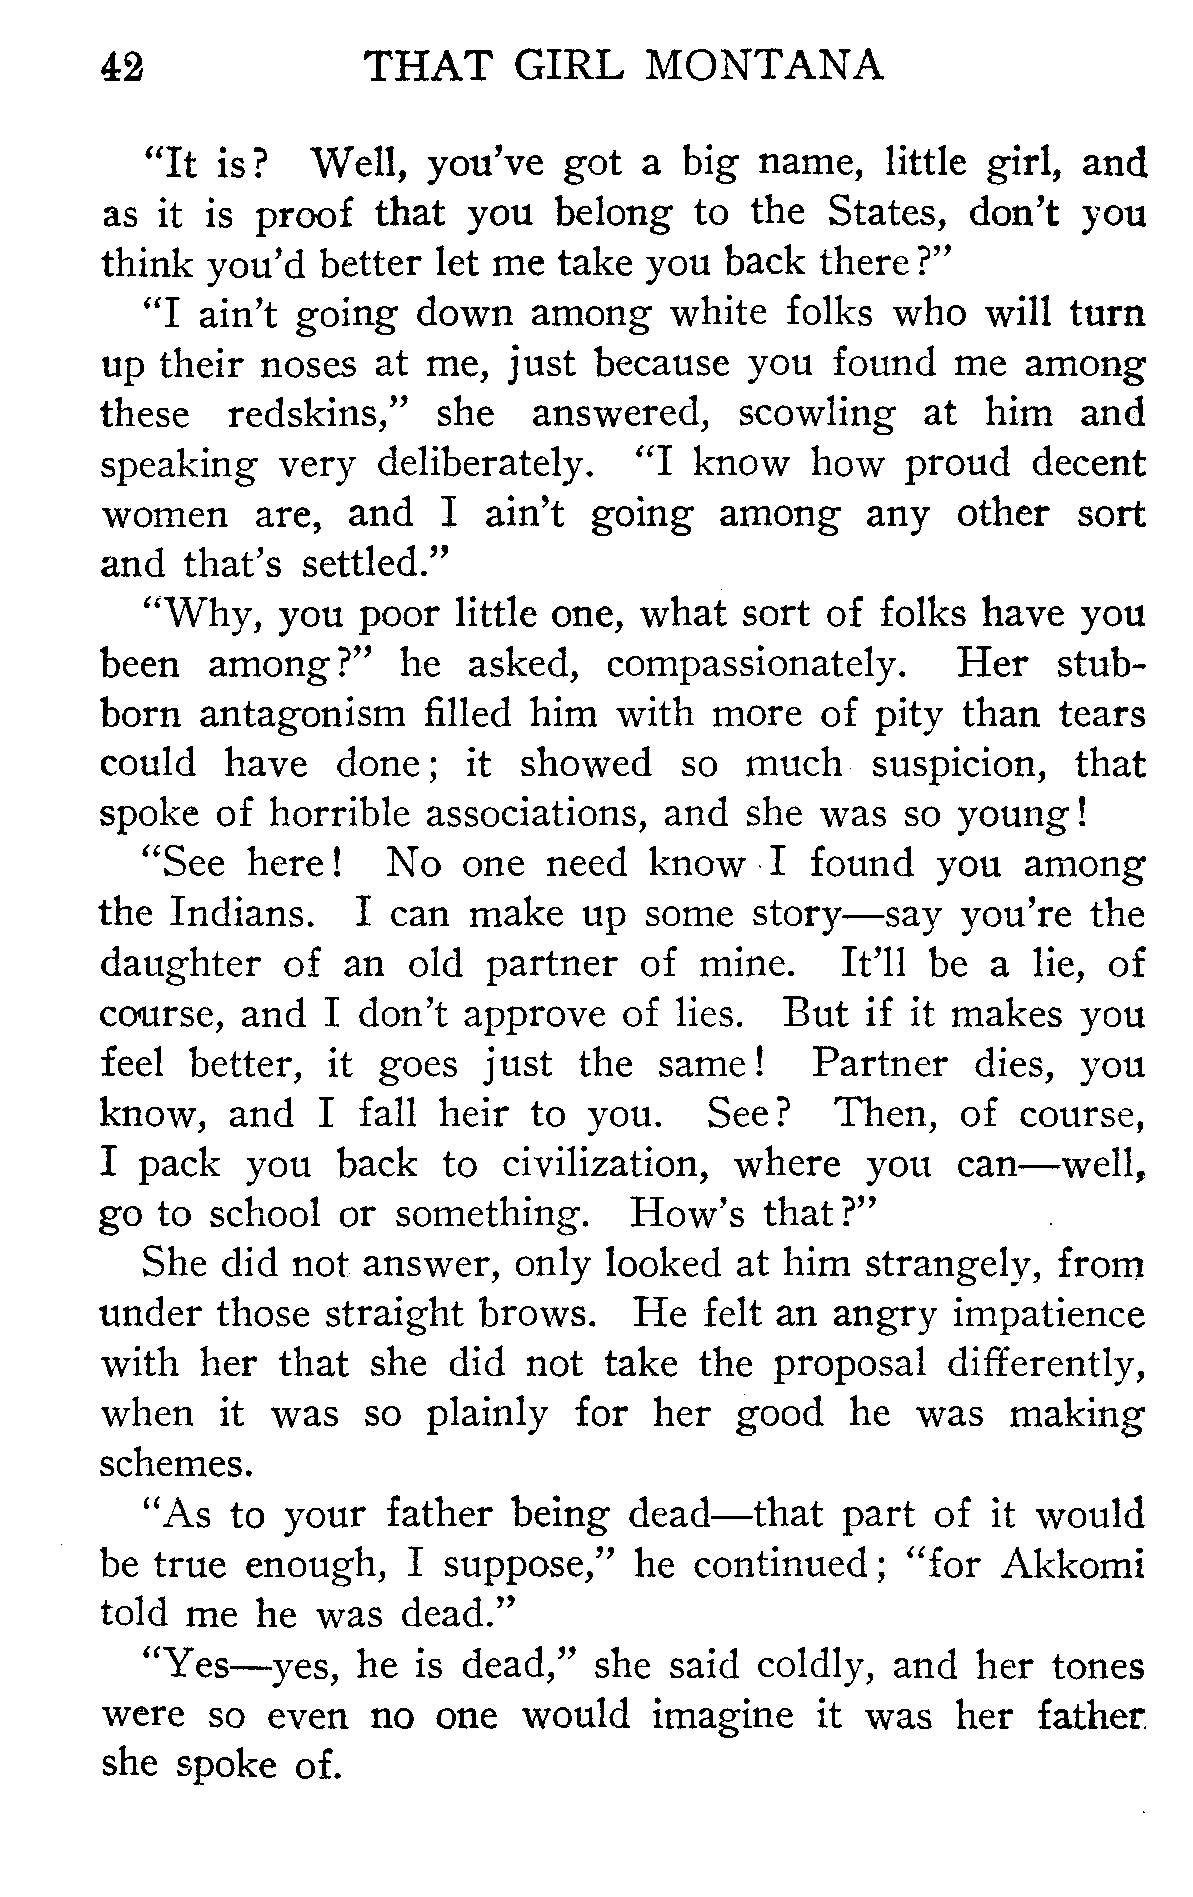 42 THAT GIRL MONTANA
“It is? Well, you’ve got a big name, little girl, and
as it is proof that you belong to the States, don’t you
think you’d better let me take you back there?”
“I ain’t going down among white folks who will turn
up their noses at me, just because you found me among
these redskins,” she answered, scowling at him and
speaking very deliberately. “I know how proud decent
women are, and I ain’t going among any other sort
and that’s settled.”
“Why, you poor little one, what sort of folks have you
been among?” he asked, compassionately. Her stub-
born antagonism filled him with more of pity than tears
could have done; it showed so much suspicion, that
spoke of horrible associations, and she was so young!
“See here! No one need know I found you among
the Indians. I can make up some story—say you’re the
daughter of an old partner of mine. It’ll be a lie, of
course, and I don’t approve of lies. But if it makes you
feel better, it goes just the same! Partner dies, you
know, and I fall heir to you. See? Then, of course,
I pack you back to civilization, where you can—well,
go to school or something. How’s that?”
She did not answer, only looked at him strangely, from
under those straight brows. He felt an angry impatience
with her that she did not take the proposal differently,
when it was so plainly for her good he was making
schemes.
“As to your father being dead—that part of it would
be true enough, I suppose,” he continued; “for Akkomi
told me he was dead.”
“Yes—yes, he is dead,” she said coldly, and her tones
were so even no one would imagine it was her father
she spoke of.